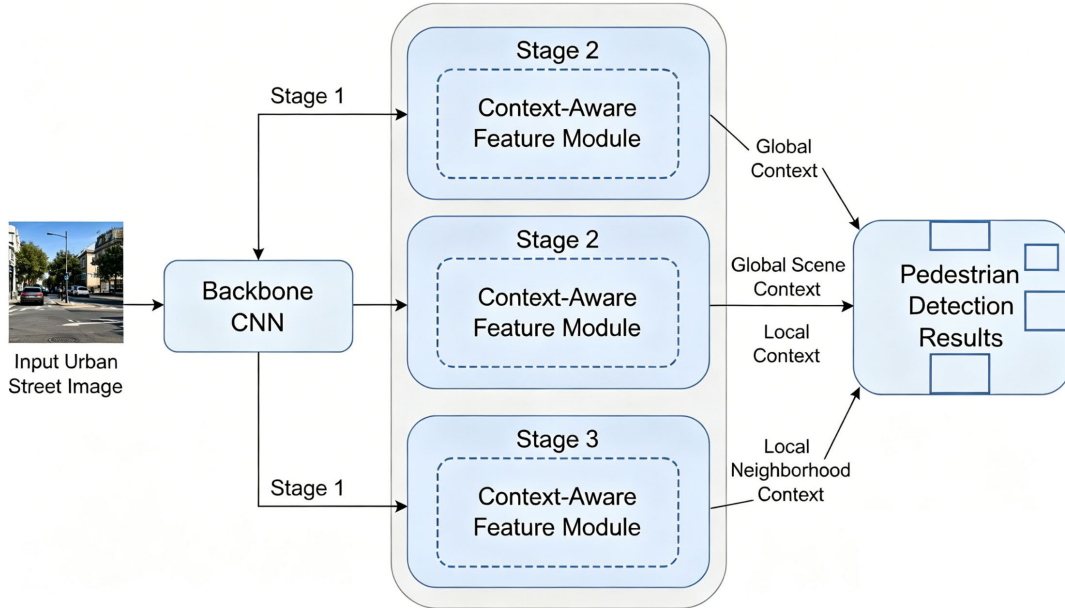 Input Urban
Street Image
Backbone
CNN
Stage 1
Stage 1
Stage 2
Context-Aware
Feature Module
Stage 2
Context-Aware
Feature Module
Stage 3
Context-Aware
Feature Module
Global
Context
Global Scene
Context
Local
Context
Local
Neighborhood
Context
Pedestrian
Detection
Results